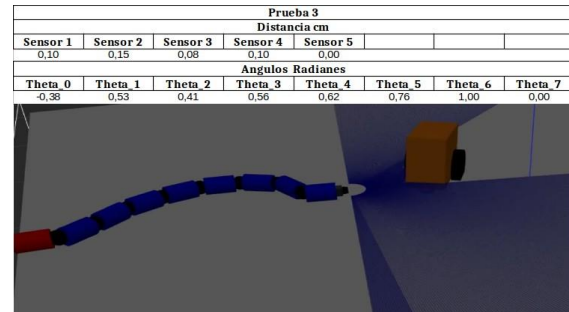 Prueba 3
Distancia cm
Sensor 1 Sensor 2 Sensor 3 Sensor 4 Sensor 5
0,10 0,15 0,08 0,10 0,00
Angulos Radianes
Theta_0 Theta_1 Theta_2 Theta_3 Theta_4 Theta_5 Theta_6 Theta_7
-0,38 0,53 0,41 0,56 0,62 0,76 1,00 0,00